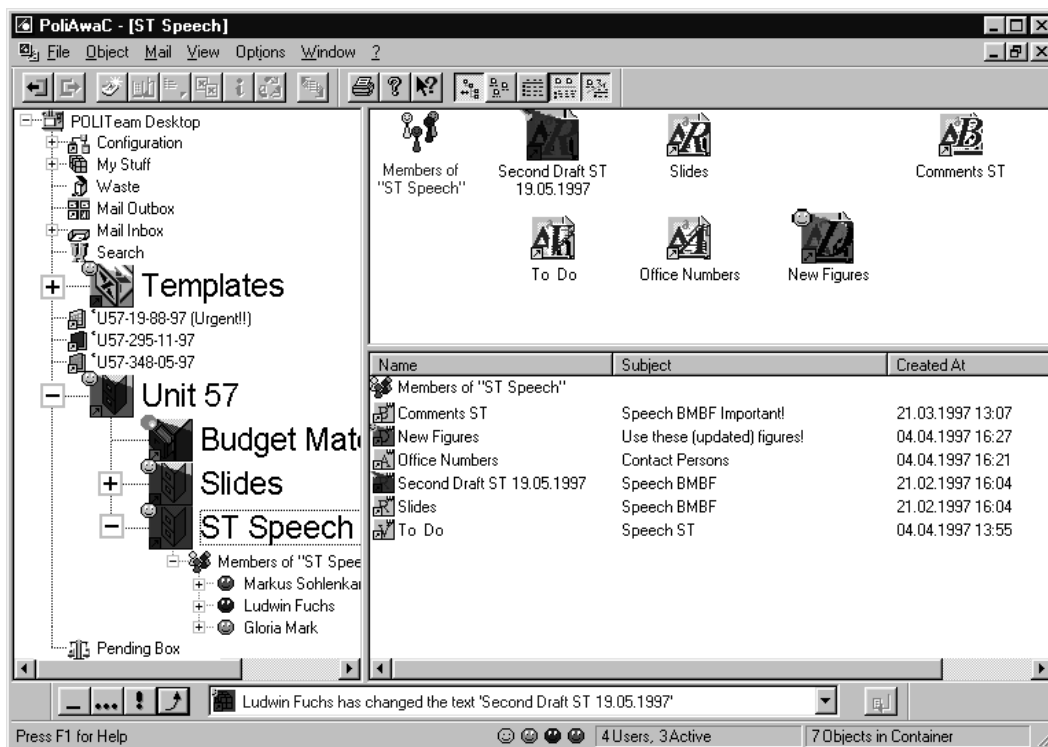 PoliAwaC - [ST Speech]
File Object Mail View Options Window ?
POLITeam Desktop
Configuration
My Stuff
Waste
Mail Outbox
Mail Inbox
Search
Templates
U57-19-88-97 (Urgent!!)
U57-295-11-97
U57-348-05-97
Unit 57
Budget Mat
Slides
ST Speech
Members of "ST Spee
Markus Sohlenka
Ludwin Fuchs
Gloria Mark
Pending Box
Members of
"ST Speech"
Second Draft ST
19.05.1997
Slides
Comments ST
To Do
Office Numbers
New Figures
Name Subject Created At
Members of "ST Speech"
Comments ST Speech BMBF Important! 21.03.1997 13:07
New Figures Use these (updated) figures! 04.04.1997 16:27
Office Numbers Contact Persons 04.04.1997 16:21
Second Draft ST 19.05.1997 Speech BMBF 21.02.1997 16:04
Slides Speech BMBF 21.02.1997 16:04
To Do Speech ST 04.04.1997 13:55
Ludwin Fuchs has changed the text 'Second Draft ST 19.05.1997'
Press F1 for Help 4 Users, 3 Active 7 Objects in Container